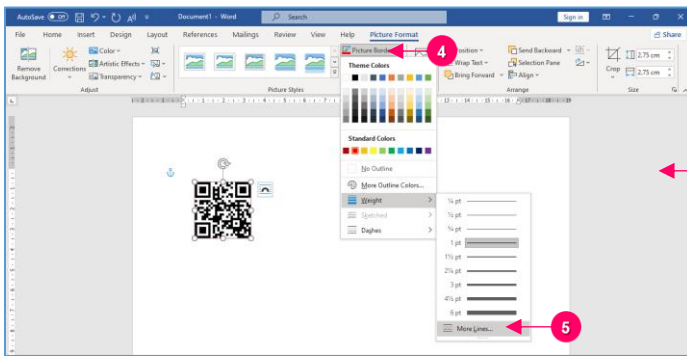 AutoSave Off Document1 - Word Search Sign in
File Home Insert Design Layout References Mailings Review View Help Picture Format Share
Remove Background
Corrections
Color
Artistic Effects
Transparency
Adjust
Picture Styles
Picture Border
4
Position
Wrap Text
Bring Forward
Send Backward
Selection Pane
Align
Arrange
Crop
2.75 cm
2.75 cm
Size
Theme Colors
Standard Colors
No Outline
More Outline Colors...
Weight
Sketched
Dashes
¼ pt
½ pt
¾ pt
1 pt
1½ pt
2¼ pt
3 pt
4½ pt
6 pt
More Lines...
5